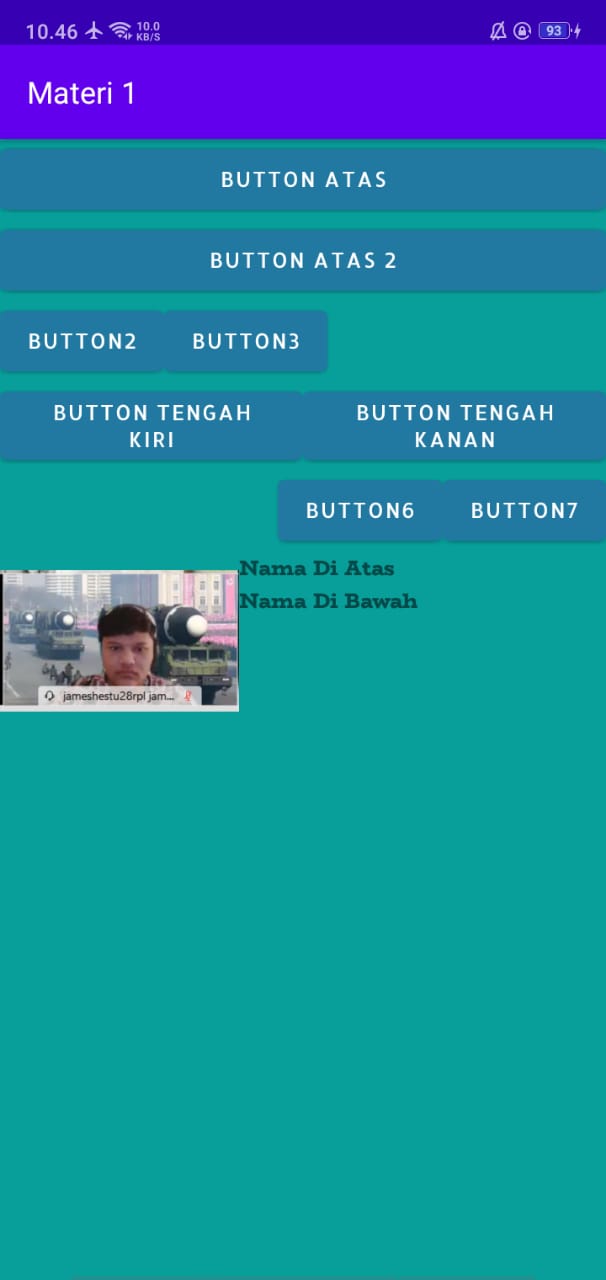 10.46
10.0
KB/S
93
Materi 1
BUTTON ATAS
BUTTON ATAS 2
BUTTON2 BUTTON3
BUTTON TENGAH BUTTON TENGAH
KIRI KANAN
BUTTON6 BUTTON7
Nama Di Atas
Nama Di Bawah
jameshestu28rpl jam...